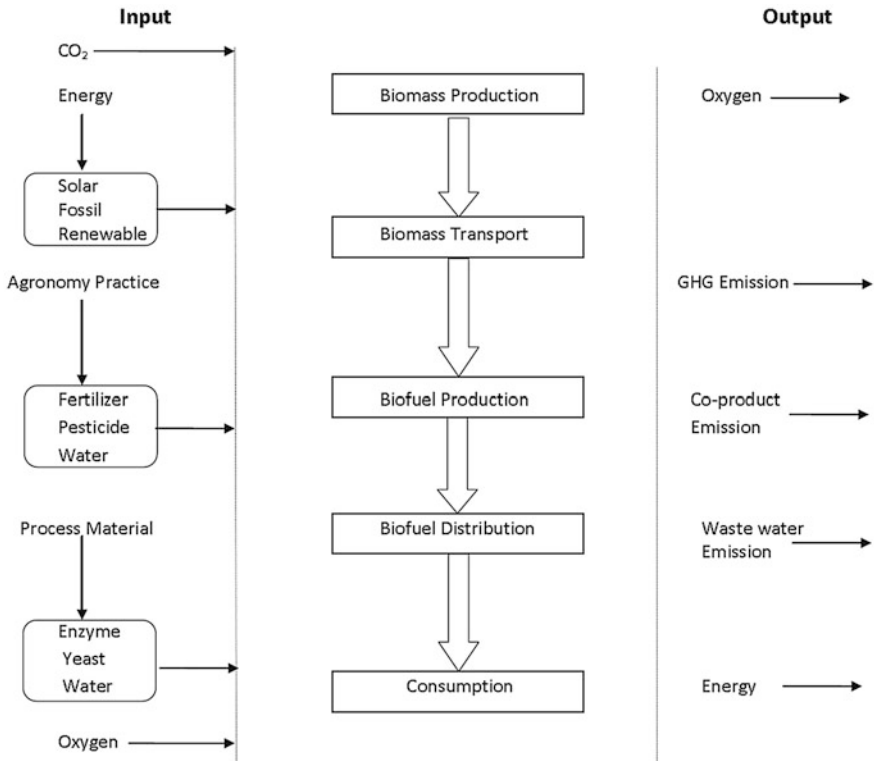 Input
CO₂
Energy
Solar
Fossil
Renewable
Agronomy Practice
Fertilizer
Pesticide
Water
Process Material
Enzyme
Yeast
Water
Oxygen
Biomass Production
Biomass Transport
Biofuel Production
Biofuel Distribution
Consumption
Output
Oxygen
GHG Emission
Co-product
Emission
Waste water
Emission
Energy